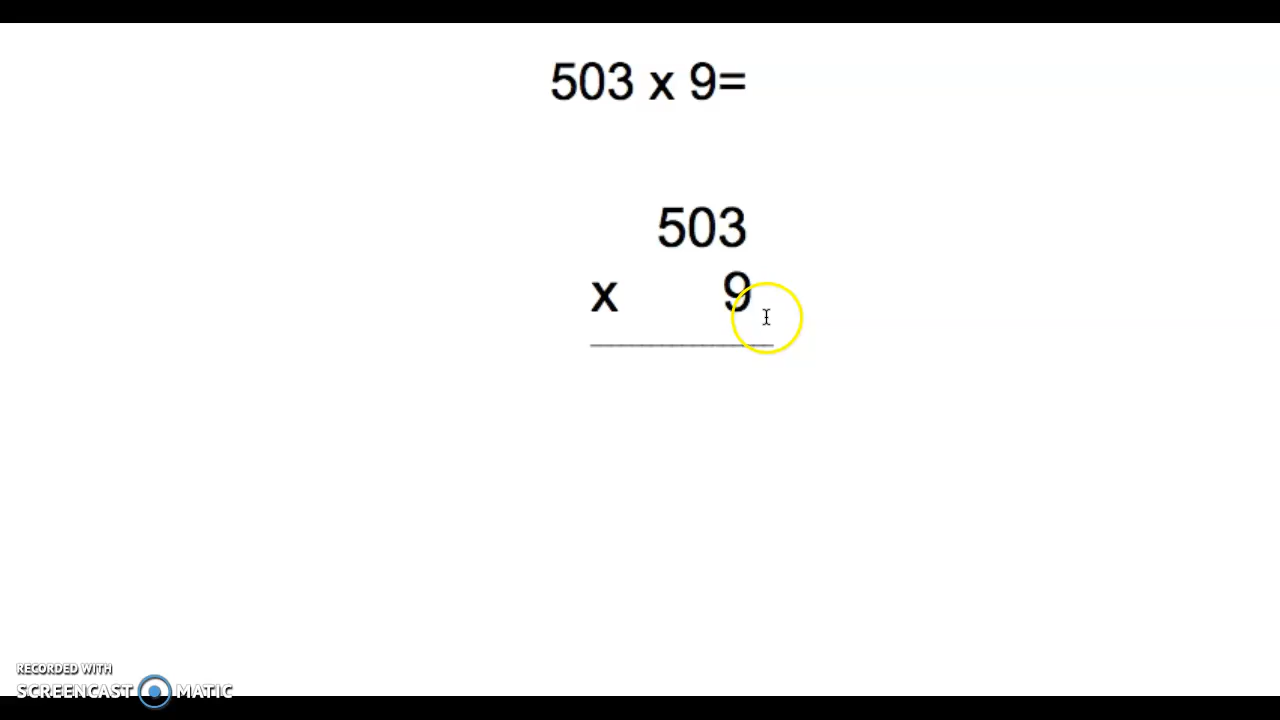 503 x 9=
503
x 9
RECORDED WITH
SCREENCAST MATIC